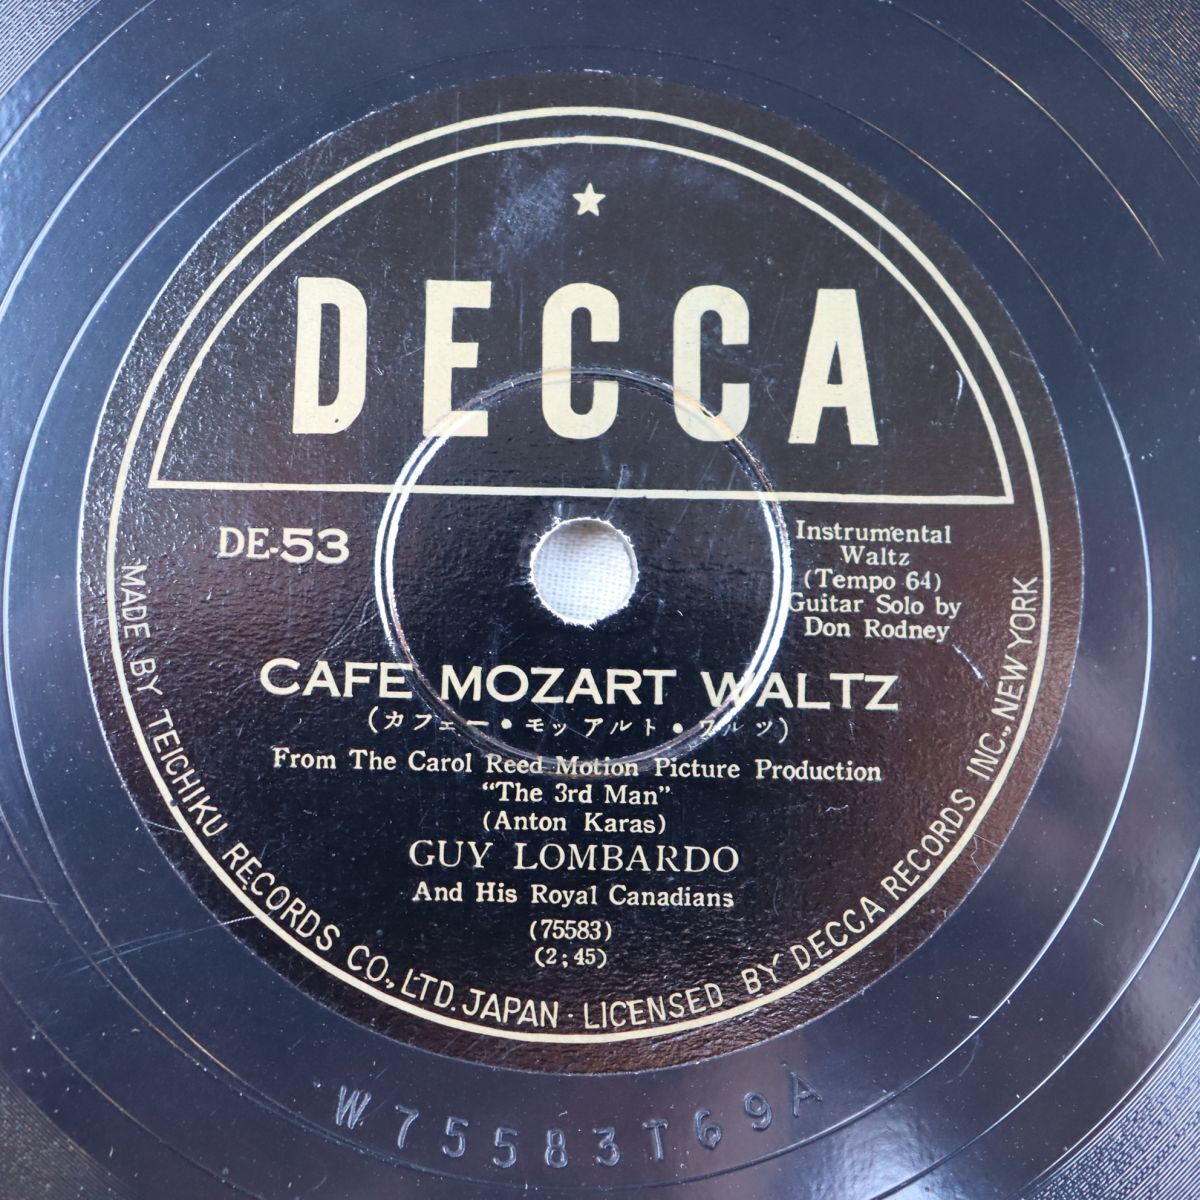 DECCA
DE-53
Instrumental
Waltz
(Tempo 64)
Guitar Solo by
Don Rodney
CAFE MOZART WALTZ
(カフェー・モッアルト・ワルツ)
From The Carol Reed Motion Picture Production
"The 3rd Man"
(Anton Karas)
GUY LOMBARDO
And His Royal Canadians
(75583)
(2;45)
MADE BY TEICHIKU RECORDS CO., LTD. JAPAN · LICENSED BY DECCA RECORDS INC., NEW YORK
W75583T69A